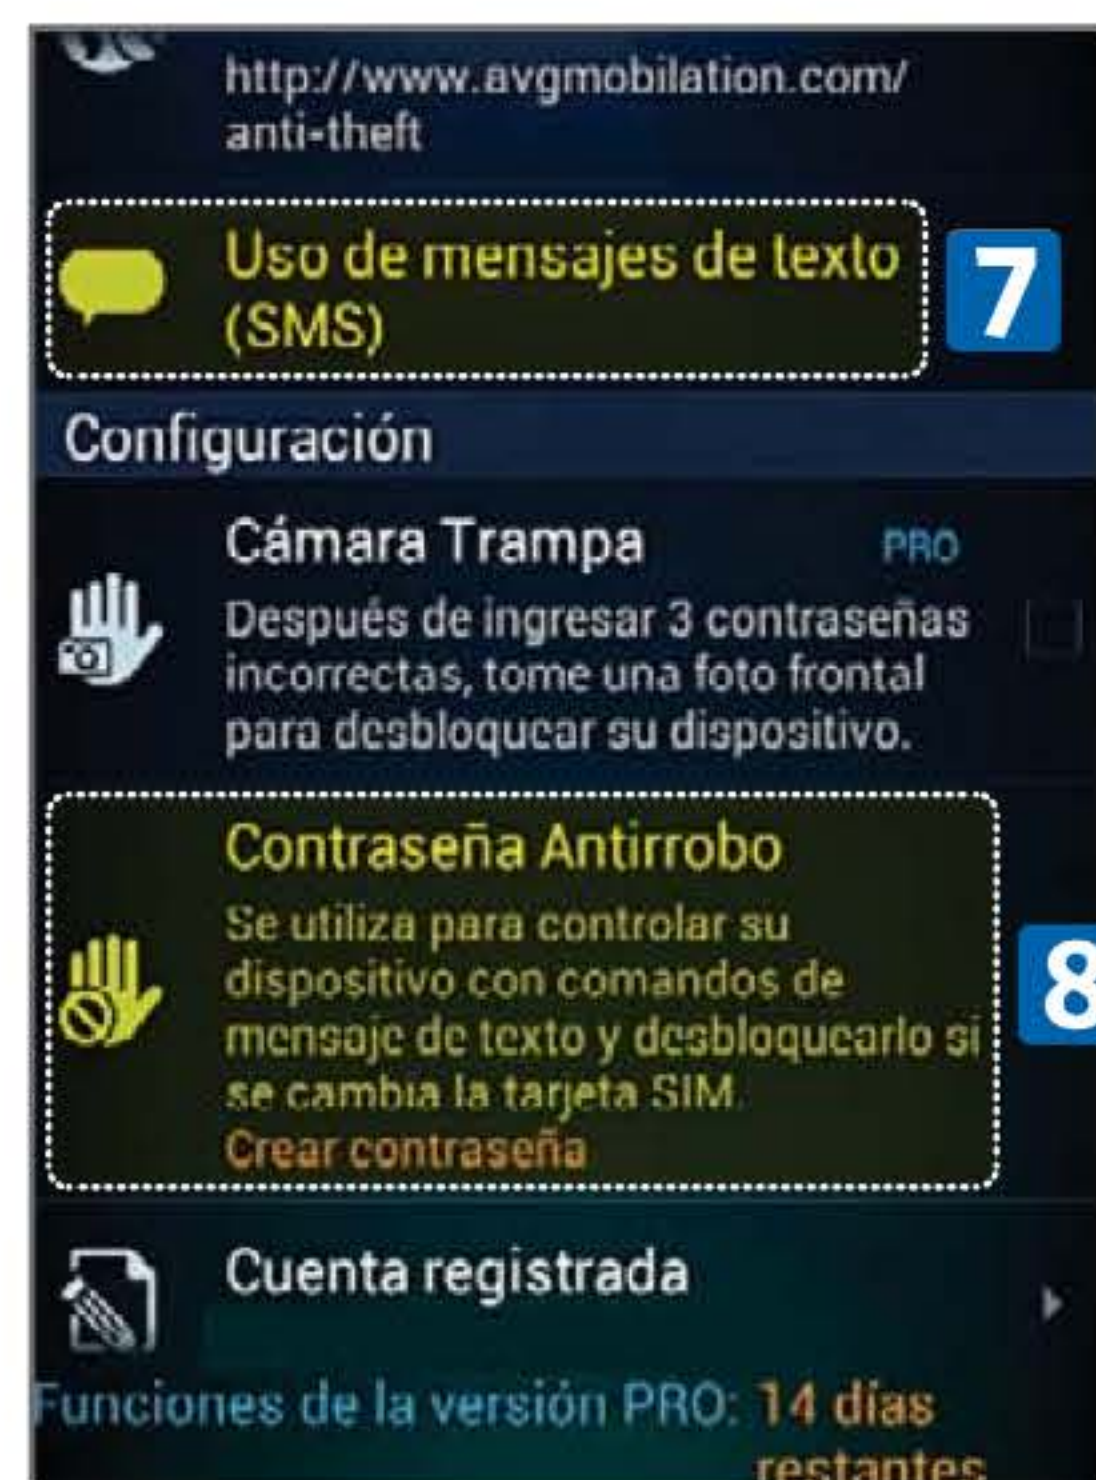 http://www.avgmobilation.com/
anti-theft
Uso de mensajes de texto
(SMS)
7
Configuración
Cámara Trampa PRO
Después de ingresar 3 contraseñas
incorrectas, tome una foto frontal
para desbloquear su dispositivo.
Contraseña Antirrobo
Se utiliza para controlar su
dispositivo con comandos de
mensaje de texto y desbloquearlo si
se cambia la tarjeta SIM.
Crear contraseña
8
Cuenta registrada
Funciones de la versión PRO: 14 días
restantes